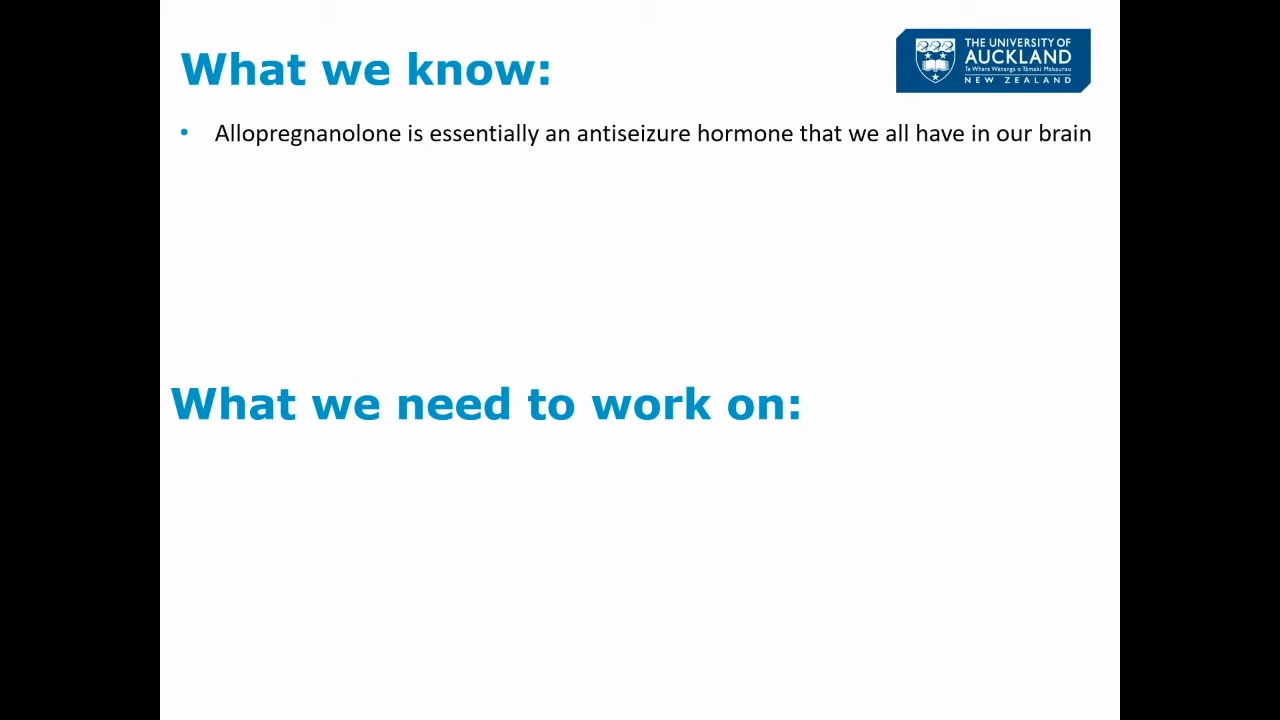 What we know:
THE UNIVERSITY OF
AUCKLAND
Te Whare Wānanga o Tāmaki Makaurau
NEW ZEALAND
• Allopregnanolone is essentially an antiseizure hormone that we all have in our brain
What we need to work on: